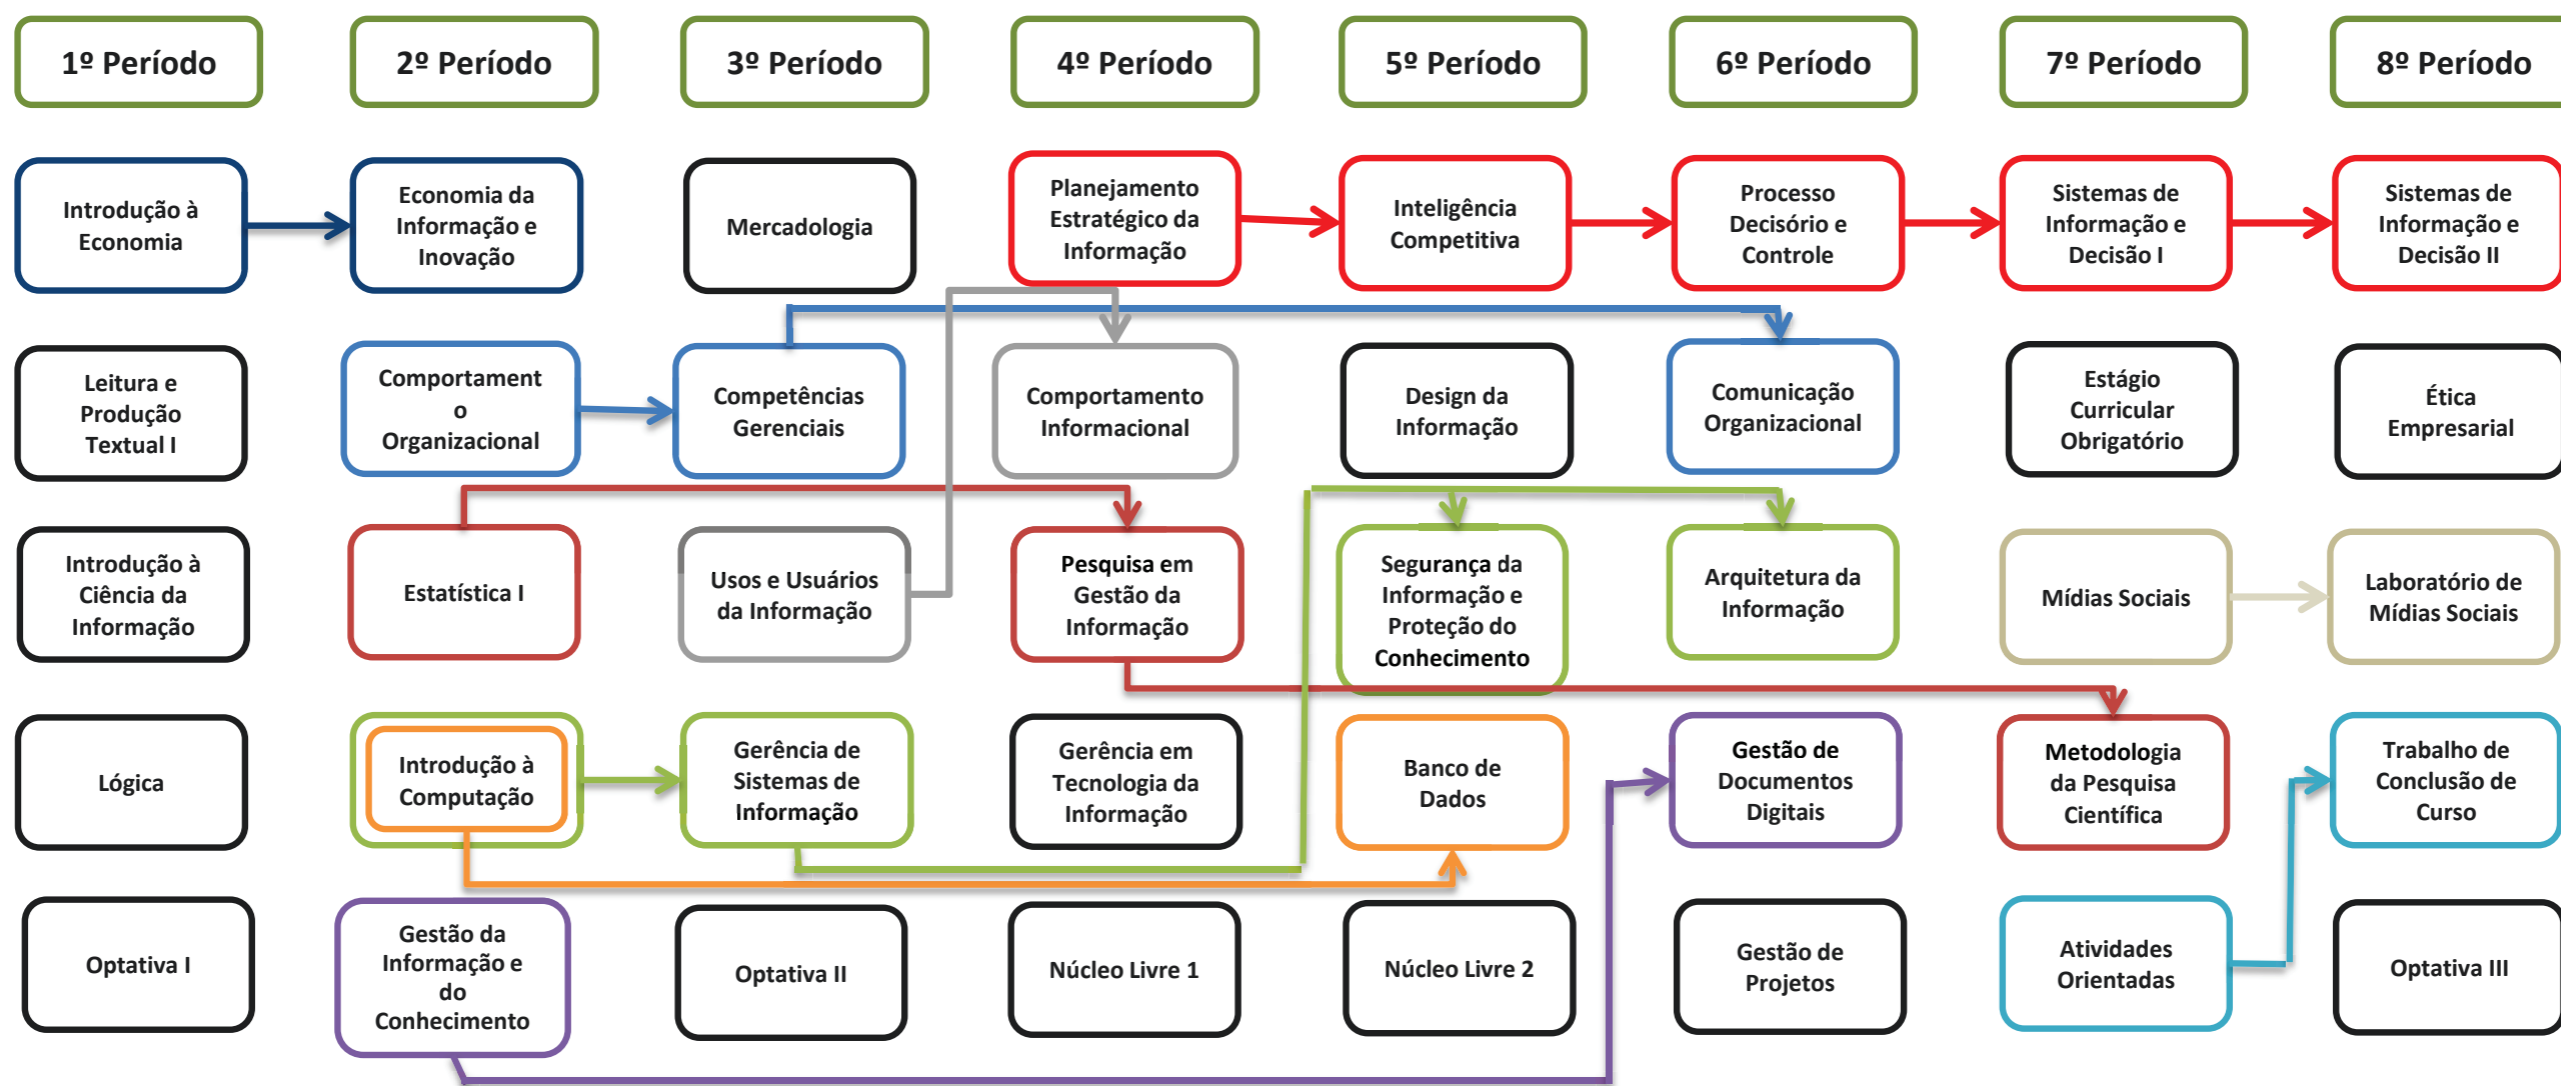 1º Período
2º Período
3º Período
4º Período
5º Período
6º Período
7º Período
8º Período
Introdução à
Economia
Economia da
Informação e
Inovação
Mercadologia
Planejamento
Estratégico da
Informação
Inteligência
Competitiva
Processo
Decisório e
Controle
Sistemas de
Informação e
Decisão I
Sistemas de
Informação e
Decisão II
Leitura e
Produção
Textual I
Comportament
o
Organizacional
Competências
Gerenciais
Comportamento
Informacional
Design da
Informação
Comunicação
Organizacional
Estágio
Curricular
Obrigatório
Ética
Empresarial
Introdução à
Ciência da
Informação
Estatística I
Usos e Usuários
da Informação
Pesquisa em
Gestão da
Informação
Segurança da
Informação e
Proteção do
Conhecimento
Arquitetura da
Informação
Mídias Sociais
Laboratório de
Mídias Sociais
Lógica
Introdução à
Computação
Gerência de
Sistemas de
Informação
Gerência em
Tecnologia da
Informação
Banco de
Dados
Gestão de
Documentos
Digitais
Metodologia
da Pesquisa
Científica
Trabalho de
Conclusão de
Curso
Optativa I
Gestão da
Informação e
do
Conhecimento
Optativa II
Núcleo Livre 1
Núcleo Livre 2
Gestão de
Projetos
Atividades
Orientadas
Optativa III